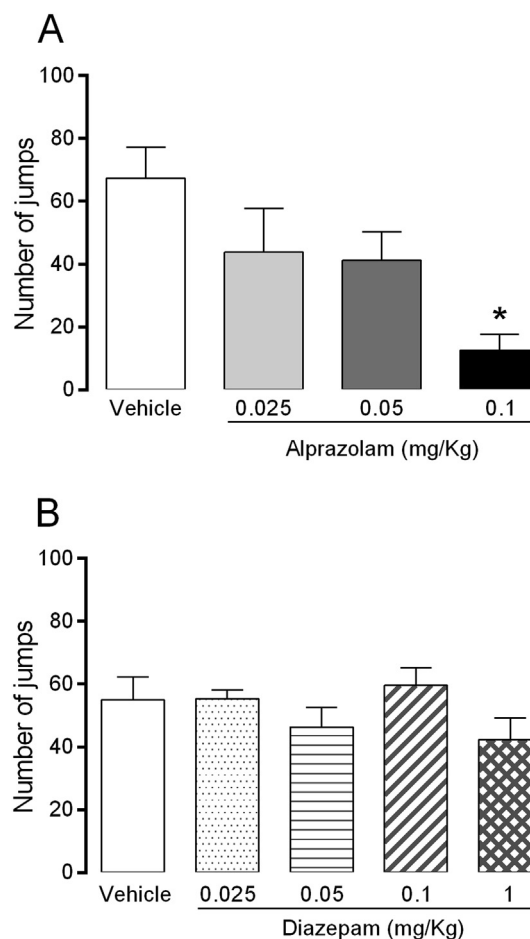 A
Number of jumps
100
80
60
40
20
0
*
Vehicle 0.025 0.05 0.1
Alprazolam (mg/Kg)
B
Number of jumps
100
80
60
40
20
0
Vehicle 0.025 0.05 0.1 1
Diazepam (mg/Kg)